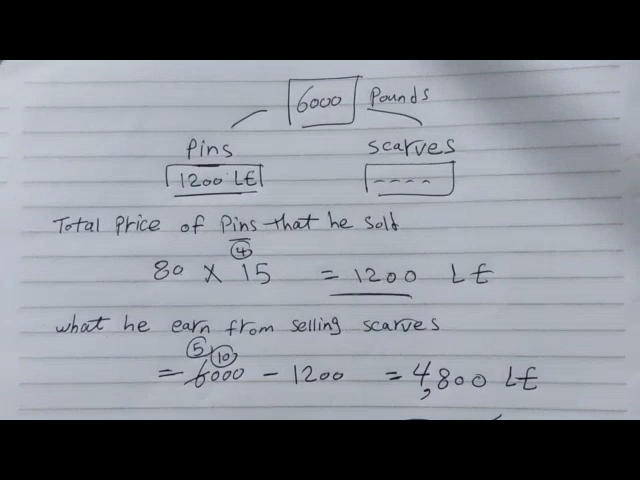 6000 Pounds
Pins scarves
1200 LE ----
Total Price of Pins that he sold
4
80 × 15 = 1200 LE
what he earn from selling scarves
5 10
= 6000 - 1200 = 4,800 LE